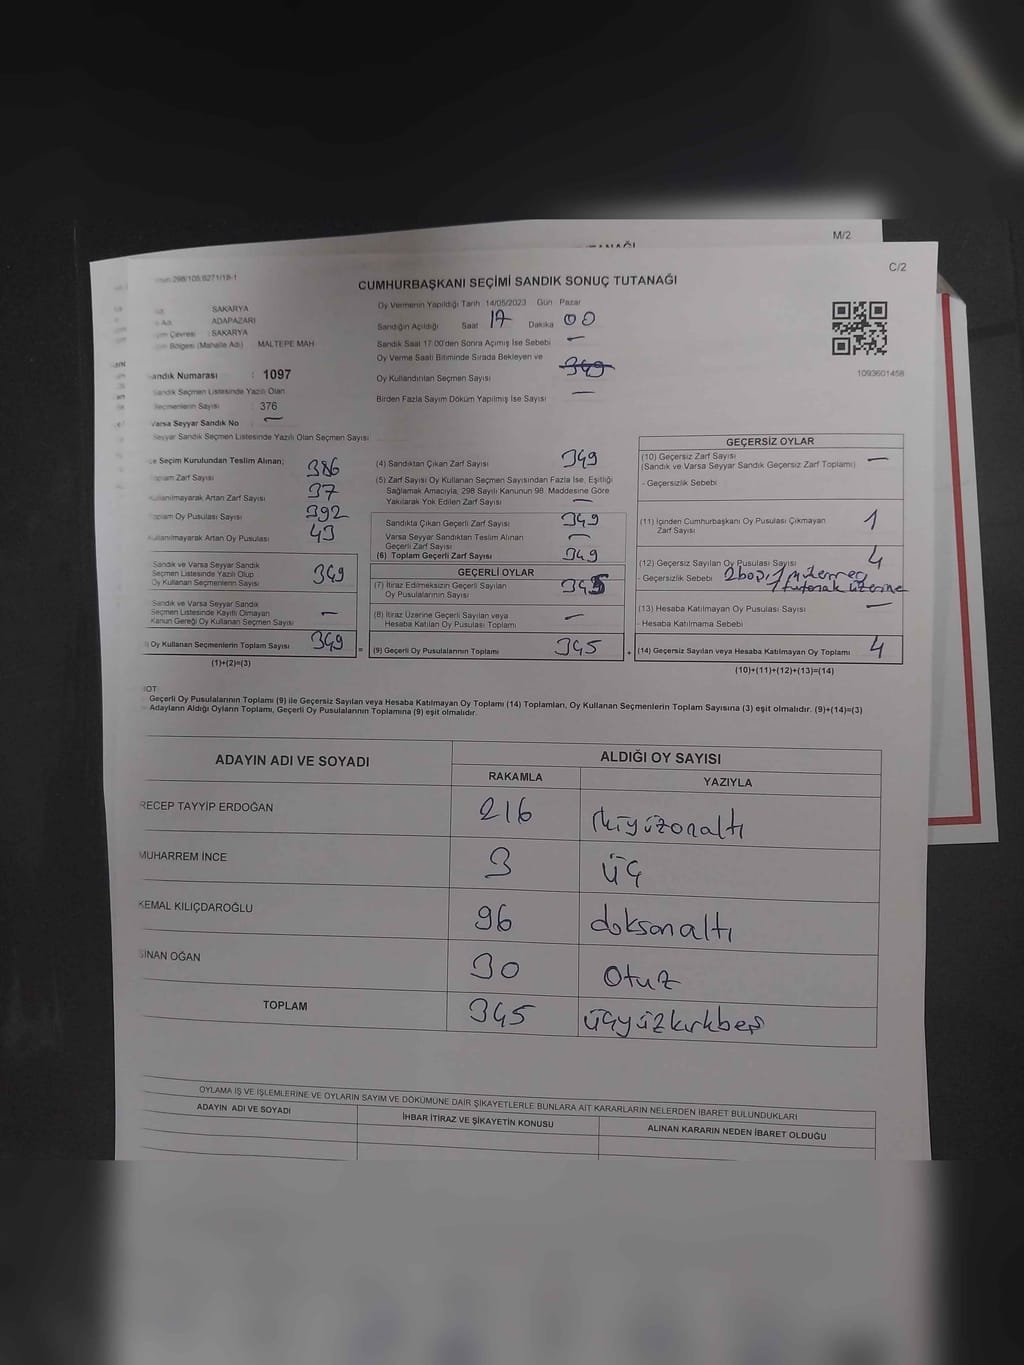 M/2
TUTANAĞI
C/2
298/105/6271/18-1
CUMHURBAŞKANI SEÇİMİ SANDIK SONUÇ TUTANAĞI
SAKARYA
Adı ADAPAZARI
Çevresi : SAKARYA
Bölgesi (Mahalle Adı) MALTEPE MAH
Sandık Numarası : 1097
Sandık Seçmen Listesinde Yazılı Olan
Seçmenlerin Sayısı : 376
Varsa Seyyar Sandık No —
Seyyar Sandık Seçmen Listesinde Yazılı Olan Seçmen Sayısı
Oy Vermenin Yapıldığı Tarih 14/05/2023 Gün Pazar
Sandığın Açıldığı Saat 17 Dakika 00
Sandık Saat 17:00'den Sonra Açımış İse Sebebi —
Oy Verme Saati Bitiminde Sırada Bekleyen ve
Oy Kullandırılan Seçmen Sayısı 349
Birden Fazla Sayım Döküm Yapılmış İse Sayısı —
1093601458
İlçe Seçim Kurulundan Teslim Alınan;
Toplam Zarf Sayısı 386
Kullanılmayarak Artan Zarf Sayısı 37
Toplam Oy Pusulası Sayısı 392
Kullanılmayarak Artan Oy Pusulası 43
Sandık ve Varsa Seyyar Sandık
Seçmen Listesinde Yazılı Olup
Oy Kullanan Seçmenlerin Sayısı 349
Sandık ve Varsa Seyyar Sandık
Seçmen Listesinde Kayıtlı Olmayan
Kanun Gereği Oy Kullanan Seçmen Sayısı —
Oy Kullanan Seçmenlerin Toplam Sayısı 349
(1)+(2)=(3)
(4) Sandıktan Çıkan Zarf Sayısı 349
(5) Zarf Sayısı Oy Kullanan Seçmen Sayısından Fazla İse, Eşitliği
Sağlamak Amacıyla, 298 Sayılı Kanunun 98. Maddesine Göre
Yakılarak Yok Edilen Zarf Sayısı —
Sandıkta Çıkan Geçerli Zarf Sayısı 349
Varsa Seyyar Sandıktan Teslim Alınan
Geçerli Zarf Sayısı —
(6) Toplam Geçerli Zarf Sayısı 349
GEÇERLİ OYLAR
(7) İtiraz Edilmeksizin Geçerli Sayılan
Oy Pusulalarının Sayısı 345
(8) İtiraz Üzerine Geçerli Sayılan veya
Hesaba Katılan Oy Pusulası Toplamı —
= (9) Geçerli Oy Pusulalarının Toplamı 345
GEÇERSİZ OYLAR
(10) Geçersiz Zarf Sayısı —
(Sandık ve Varsa Seyyar Sandık Geçersiz Zarf Toplamı)
- Geçersizlik Sebebi
(11) İçinden Cumhurbaşkanı Oy Pusulası Çıkmayan
Zarf Sayısı 1
(12) Geçersiz Sayılan Oy Pusulası Sayısı 4
- Geçersizlik Sebebi 2 boş, 1 mükerrer
1 tutanak üzerine
(13) Hesaba Katılmayan Oy Pusulası Sayısı —
- Hesaba Katılmama Sebebi
+ (14) Geçersiz Sayılan veya Hesaba Katılmayan Oy Toplamı 4
(10)+(11)+(12)+(13)=(14)
NOT:
Geçerli Oy Pusulalarının Toplamı (9) ile Geçersiz Sayılan veya Hesaba Katılmayan Oy Toplamı (14) Toplamları, Oy Kullanan Seçmenlerin Toplam Sayısına (3) eşit olmalıdır. (9)+(14)=(3)
Adayların Aldığı Oyların Toplamı, Geçerli Oy Pusulalarının Toplamına (9) eşit olmalıdır.
ADAYIN ADI VE SOYADI
ALDIĞI OY SAYISI
RAKAMLA YAZIYLA
RECEP TAYYİP ERDOĞAN 216 ikiyüzonaltı
MUHARREM İNCE 3 üç
KEMAL KILIÇDAROĞLU 96 doksanaltı
SİNAN OĞAN 30 Otuz
TOPLAM 345 üçyüzkırkbeş
OYLAMA İŞ VE İŞLEMLERİNE VE OYLARIN SAYIM VE DÖKÜMÜNE DAİR ŞİKAYETLERLE BUNLARA AİT KARARLARIN NELERDEN İBARET BULUNDUKLARI
ADAYIN ADI VE SOYADI İHBAR İTİRAZ VE ŞİKAYETİN KONUSU ALINAN KARARIN NEDEN İBARET OLDUĞU